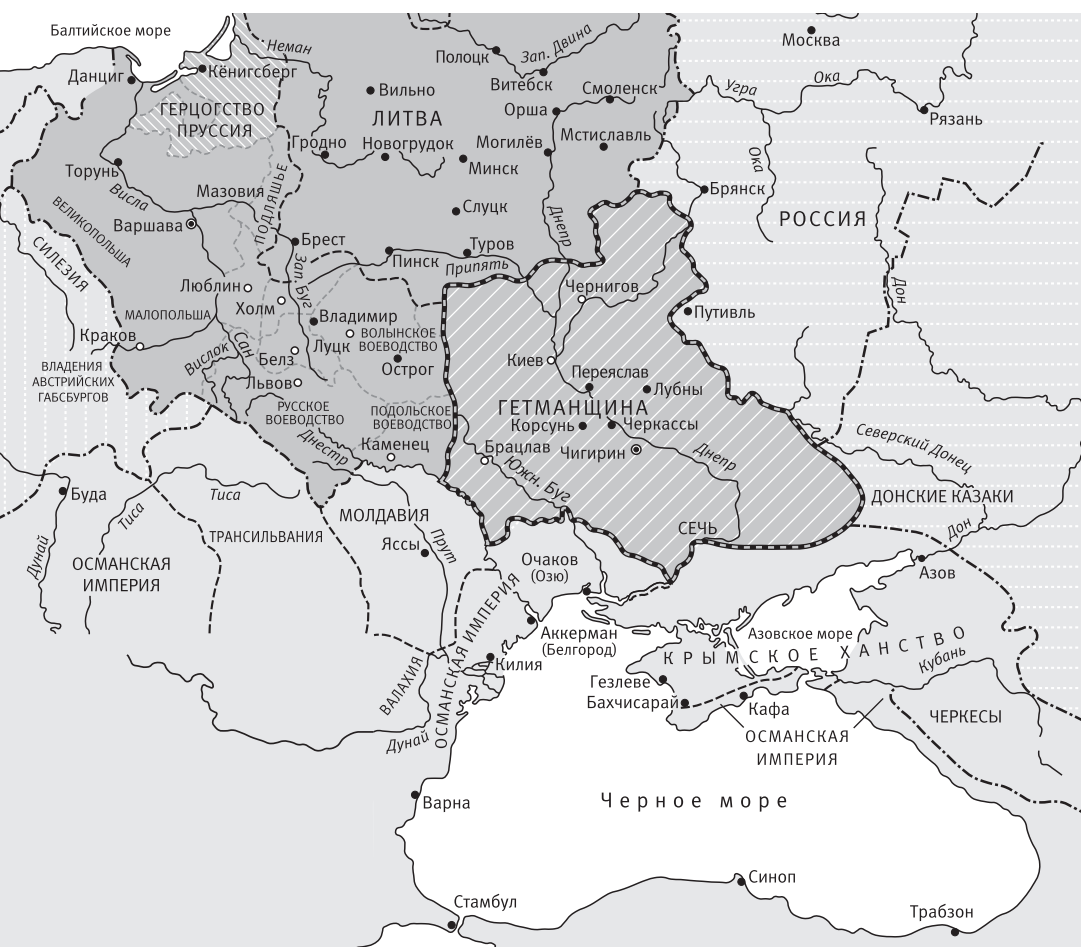 Балтийское море
Неман
Полоцк
Зап. Двина
Москва
Данциг
Кёнигсберг
Вильно
Витебск
Смоленск
Угра
Ока
ГЕРЦОГСТВО
ПРУССИЯ
ЛИТВА
Орша
Рязань
Гродно
Новогрудок
Могилёв
Мстиславль
Минск
Ока
Торунь
Висла
Мазовия
ПОДЛЯШЬЕ
Слуцк
Брянск
ВЕЛИКОПОЛЬША
Варшава
Днепр
РОССИЯ
СИЛЕЗИЯ
Брест
Пинск
Туров
Припять
Зап. Буг
Люблин
Холм
Чернигов
Дон
МАЛОПОЛЬША
Владимир
Путивль
Краков
Вислок
Сан
Белз
Луцк
ВОЛЫНСКОЕ
ВОЕВОДСТВО
Острог
Киев
ВЛАДЕНИЯ
АВСТРИЙСКИХ
ГАБСБУРГОВ
Львов
Переяслав
Лубны
РУССКОЕ
ВОЕВОДСТВО
ПОДОЛЬСКОЕ
ВОЕВОДСТВО
ГЕТМАНЩИНА
Корсунь
Черкассы
Днестр
Каменец
Брацлав
Южн. Буг
Чигирин
Днепр
Северский Донец
Буда
Тиса
Тиса
МОЛДАВИЯ
ДОНСКИЕ КАЗАКИ
Дунай
ОСМАНСКАЯ
ИМПЕРИЯ
ТРАНСИЛЬВАНИЯ
Яссы
Прут
СЕЧЬ
Дон
Очаков
(Озю)
Азов
ОСМАНСКАЯ ИМПЕРИЯ
Аккерман
(Белгород)
Азовское море
КРЫМСКОЕ ХАНСТВО
Кубань
Килия
ВАЛАХИЯ
Гезлеве
Бахчисарай
Кафа
ЧЕРКЕСЫ
Дунай
ОСМАНСКАЯ
ИМПЕРИЯ
Варна
Черное море
Синоп
Стамбул
Трабзон